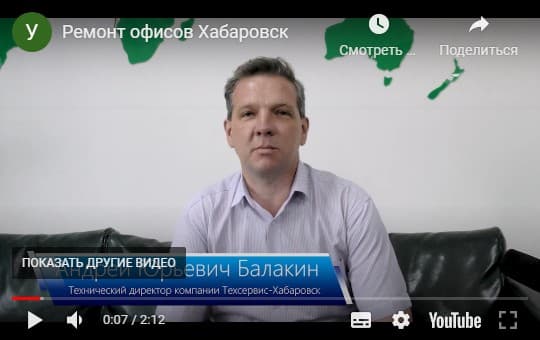 У Ремонт офисов Хабаровск
Смотреть ...
Поделиться
ПОКАЗАТЬ ДРУГИЕ ВИДЕО
Андрей Юрьевич Балакин
Технический директор компании Техсервис-Хабаровск
0:07 / 2:12
YouTube